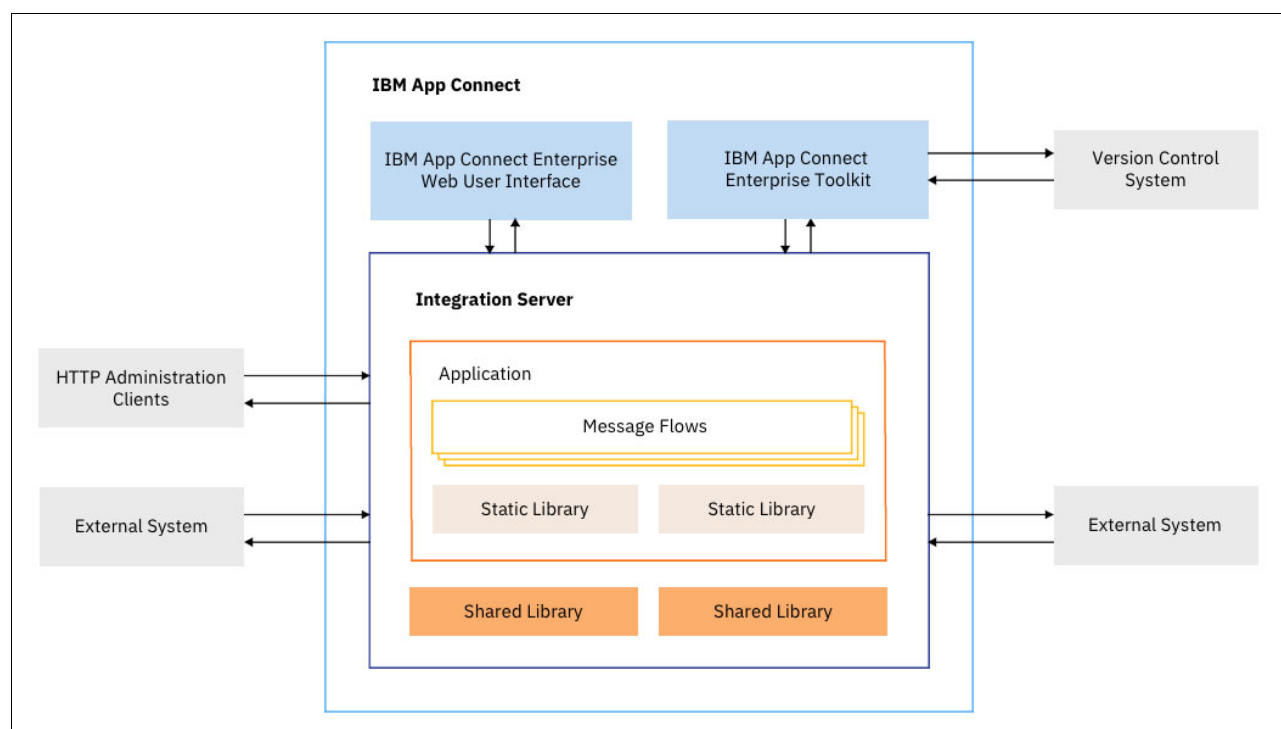 IBM App Connect
IBM App Connect Enterprise
Web User Interface
IBM App Connect
Enterprise Toolkit
Version Control
System
Integration Server
HTTP Administration
Clients
Application
Message Flows
Static Library
Static Library
External System
External System
Shared Library
Shared Library